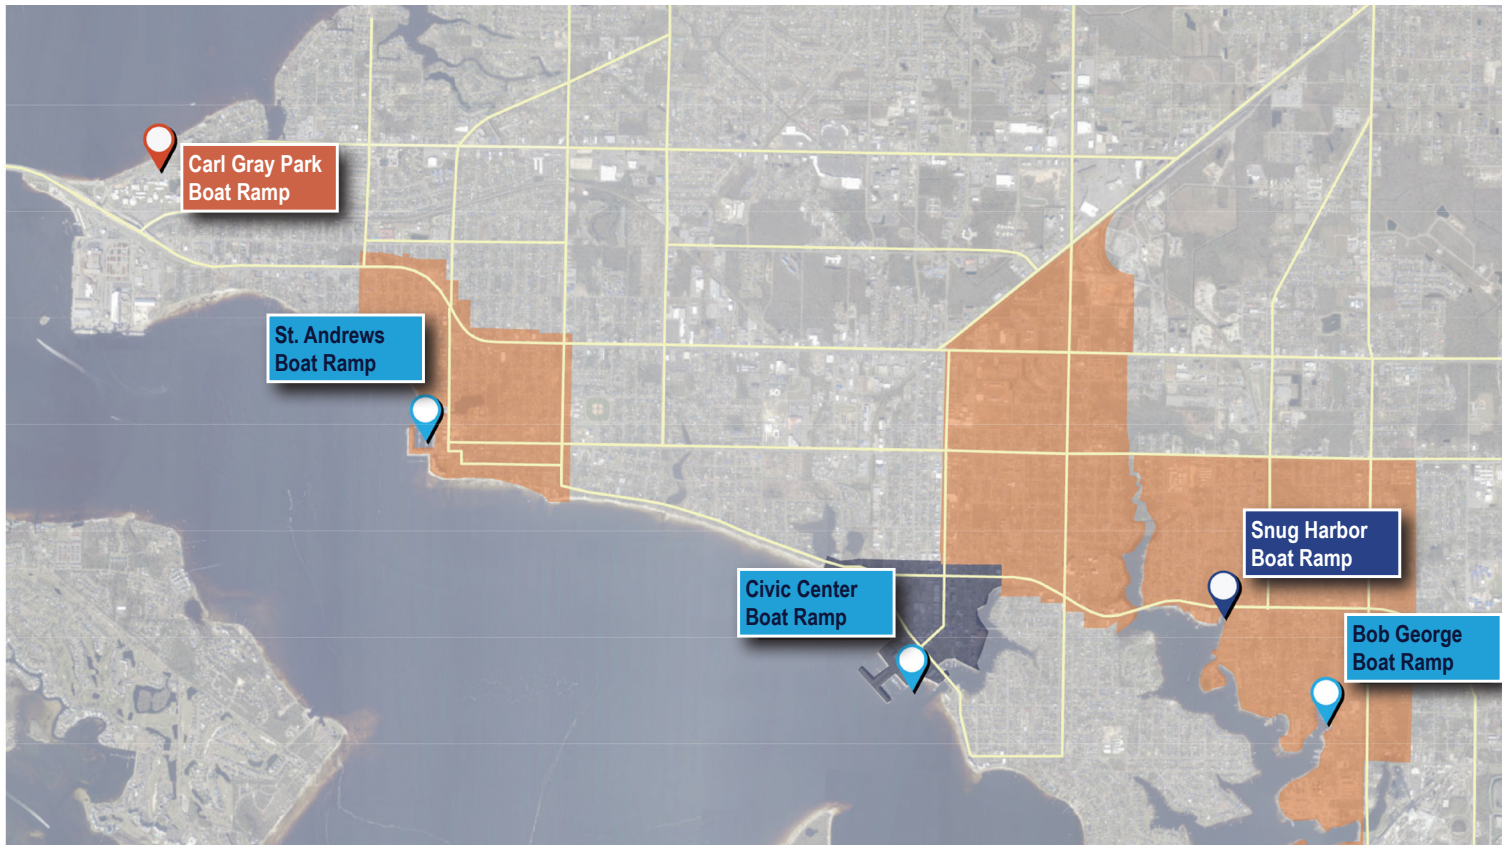 Carl Gray Park
Boat Ramp
St. Andrews
Boat Ramp
Snug Harbor
Boat Ramp
Civic Center
Boat Ramp
Bob George
Boat Ramp